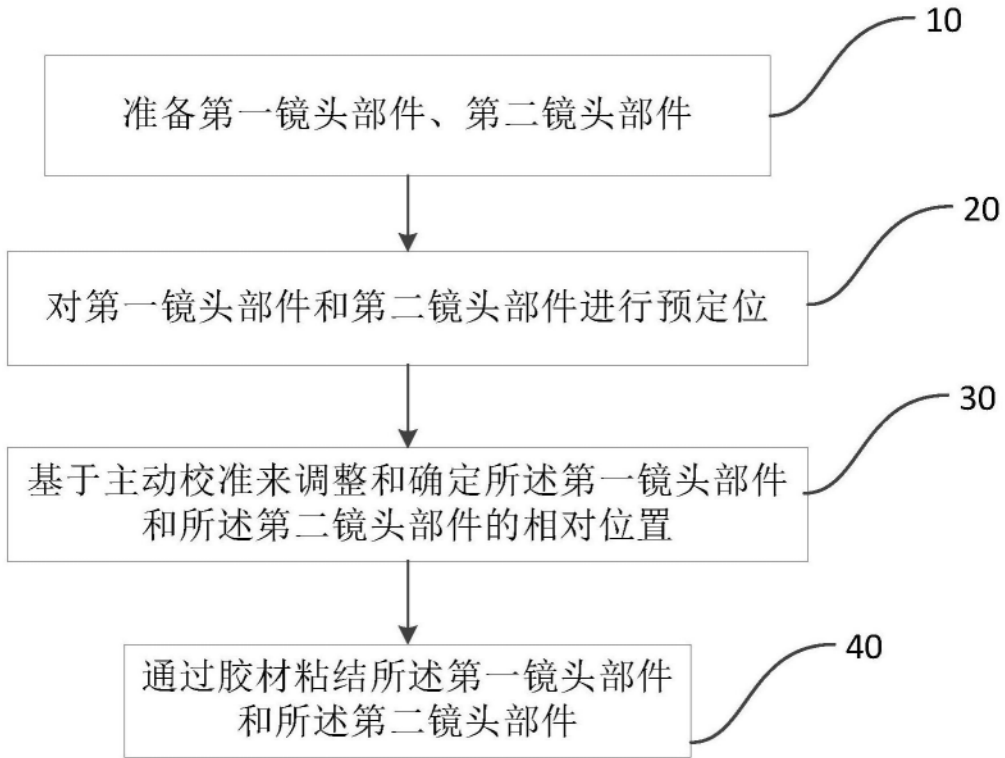 10
准备第一镜头部件、第二镜头部件
20
对第一镜头部件和第二镜头部件进行预定位
30
基于主动校准来调整和确定所述第一镜头部件
和所述第二镜头部件的相对位置
40
通过胶材粘结所述第一镜头部件
和所述第二镜头部件